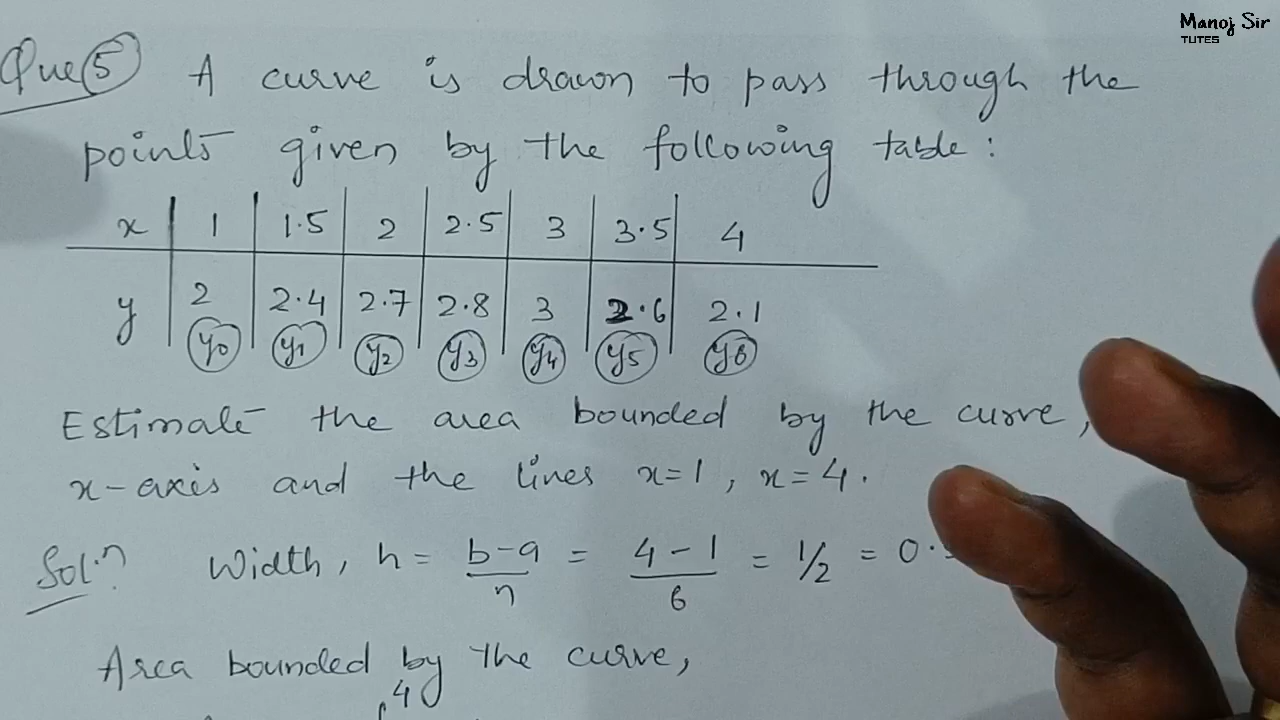 Manoj Sir
TUTES
Que 5 A curve is drawn to pass through the
points given by the following table:
x 1 1.5 2 2.5 3 3.5 4
y 2 2.4 2.7 2.8 3 2.6 2.1
y0 y1 y2 y3 y4 y5 y6
Estimate the area bounded by the curve,
x-axis and the lines x=1, x=4.
Sol.n Width, h = b-a/n = 4-1/6 = 1/2 = 0.
Area bounded by the curve,
4